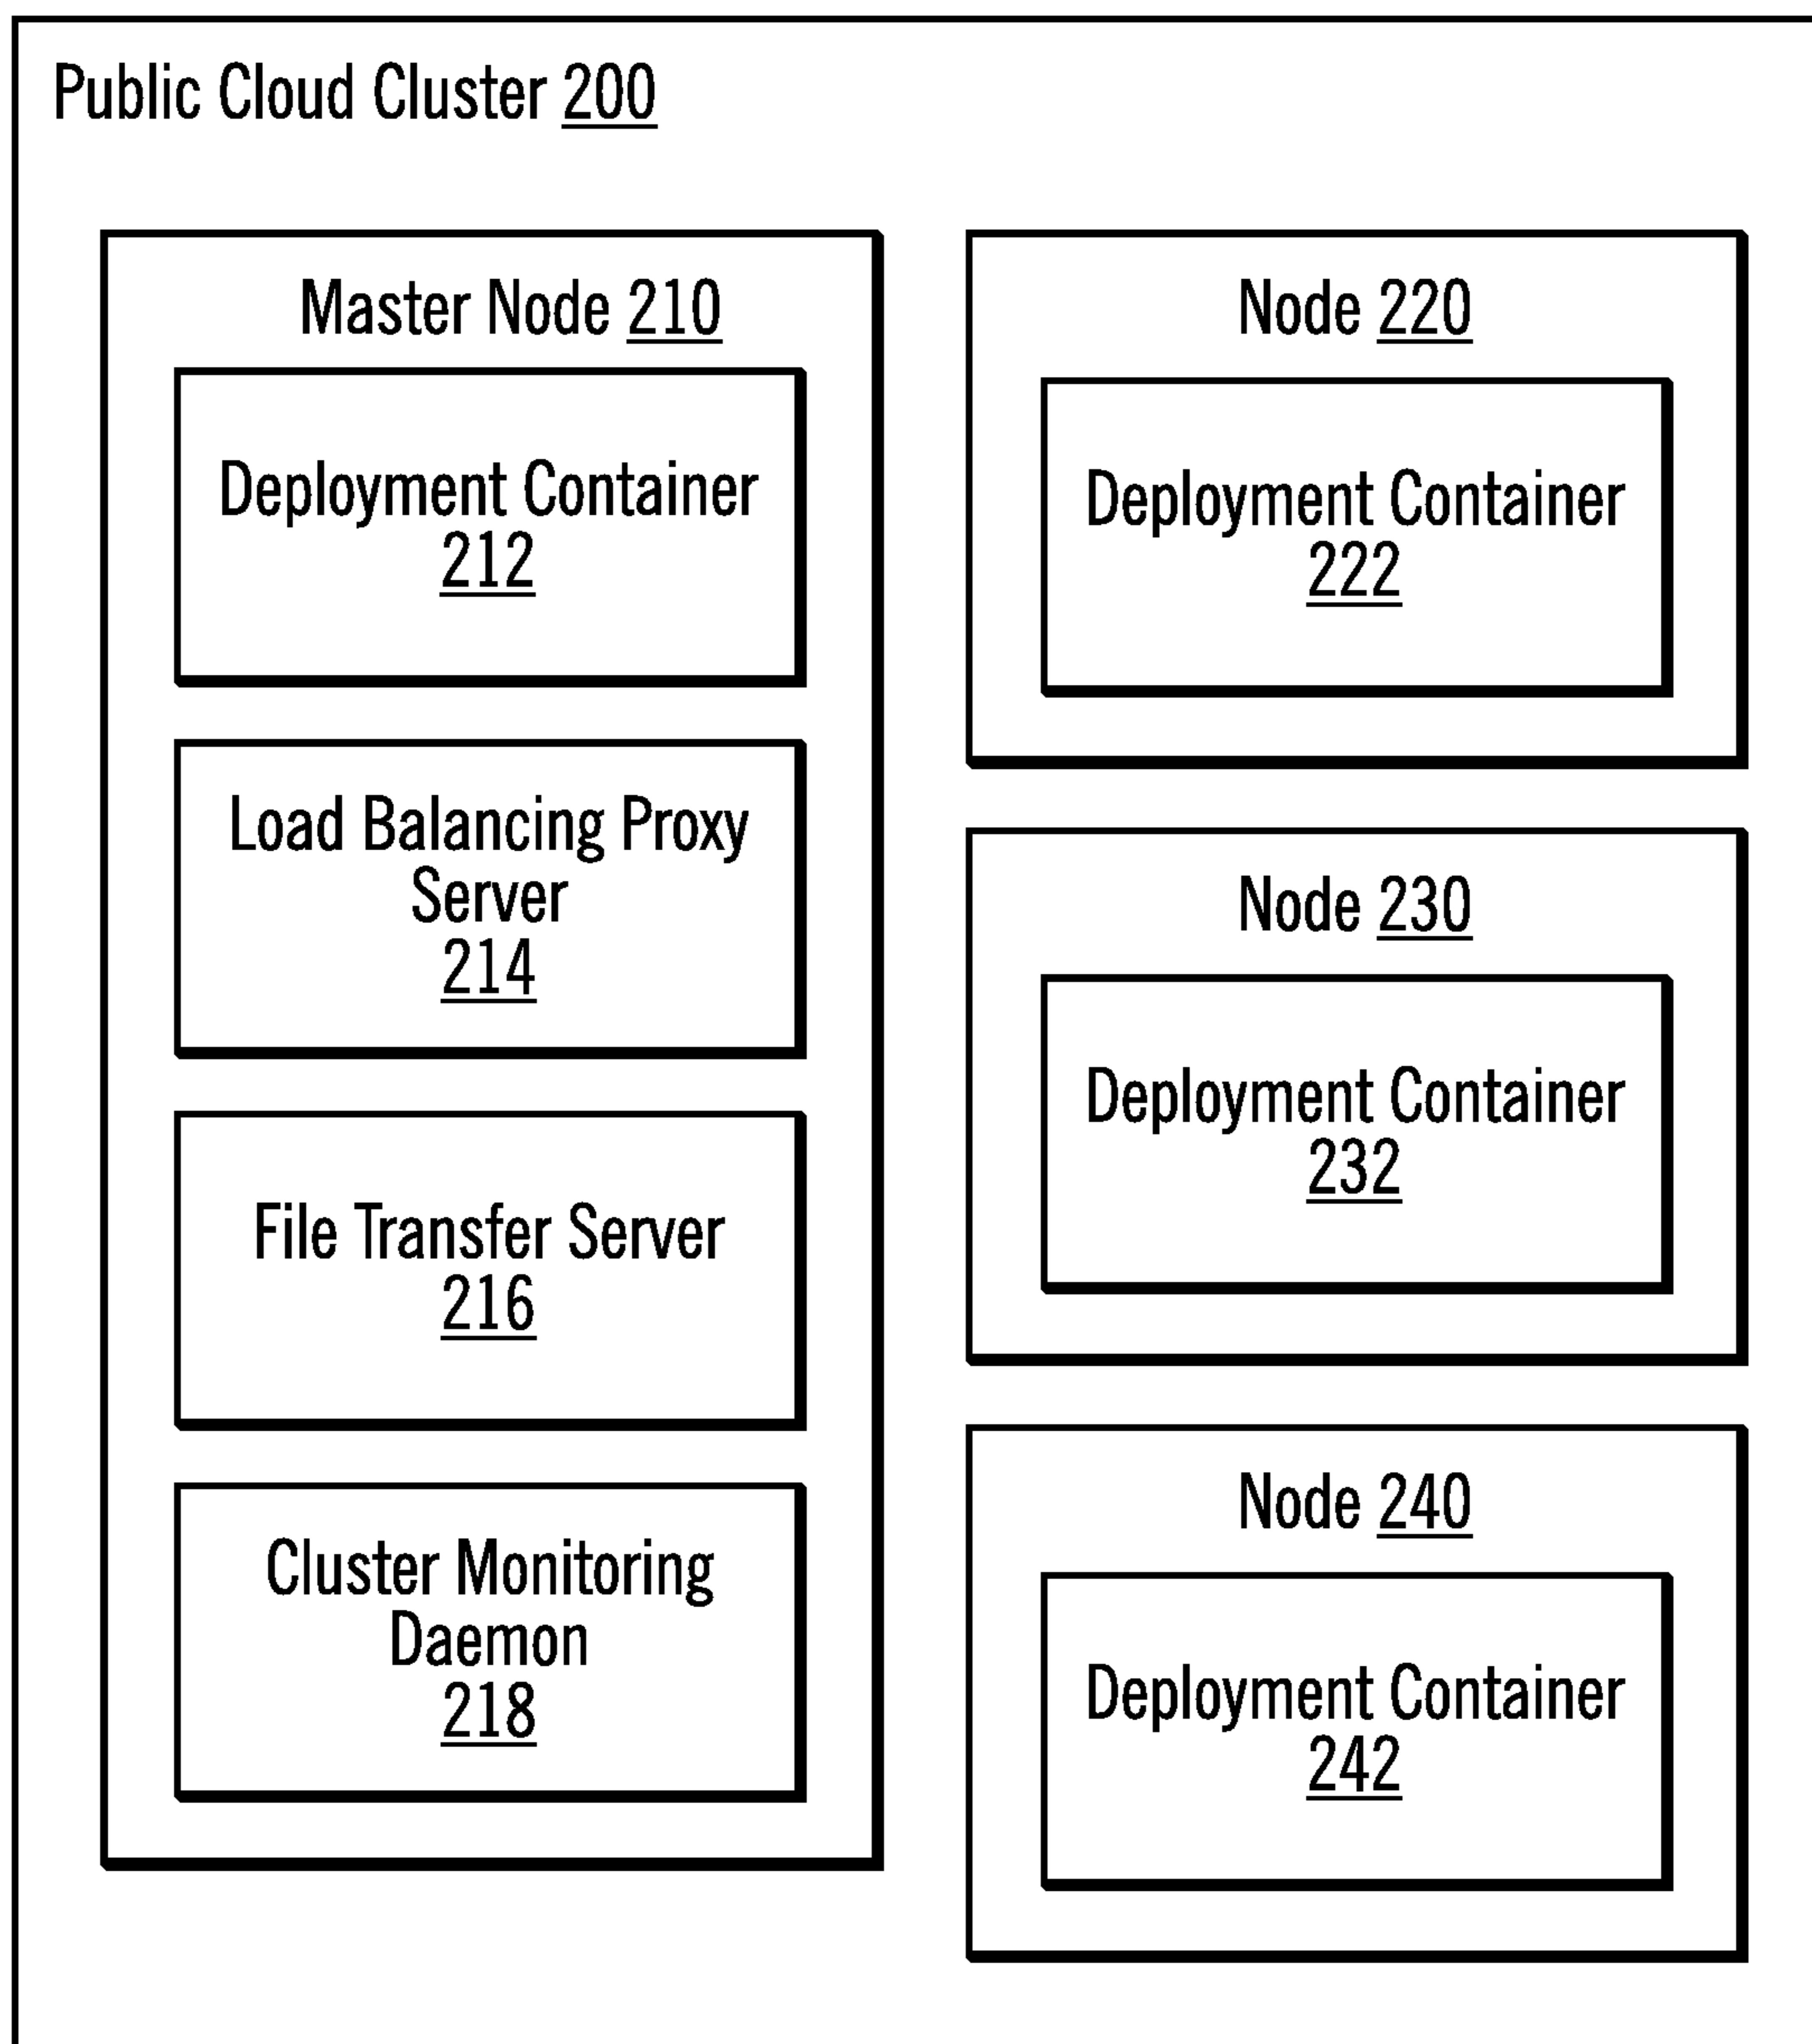 Public Cloud Cluster 200
Master Node 210
Deployment Container
212
Load Balancing Proxy
Server
214
File Transfer Server
216
Cluster Monitoring
Daemon
218
Node 220
Deployment Container
222
Node 230
Deployment Container
232
Node 240
Deployment Container
242